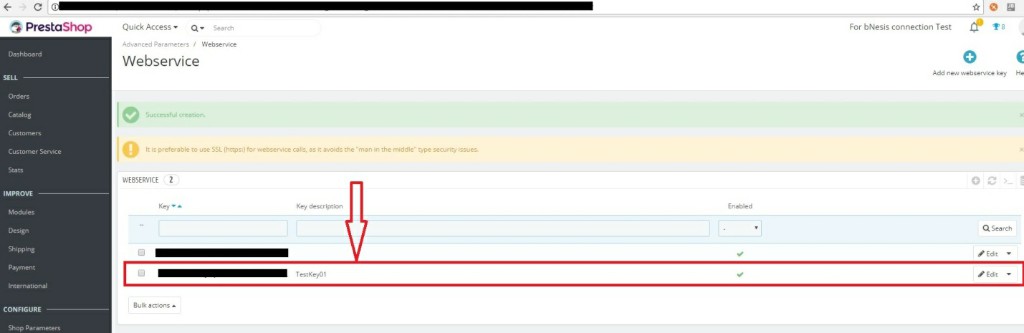 PrestaShop
Quick Access
Search
For bNesis connection Test
0
Dashboard
Advanced Parameters / Webservice
Webservice
Add new webservice key
He
SELL
Orders
Catalog
Customers
Customer Service
Stats
Successful creation.
It is preferable to use SSL (https) for webservice calls, as it avoids the "man in the middle" type security issues.
WEBSERVICE 2
IMPROVE
Modules
Design
Shipping
Payment
International
Key
Key description
Enabled
--
-
Search
Edit
TestKey01
Edit
Bulk actions
CONFIGURE
Shop Parameters